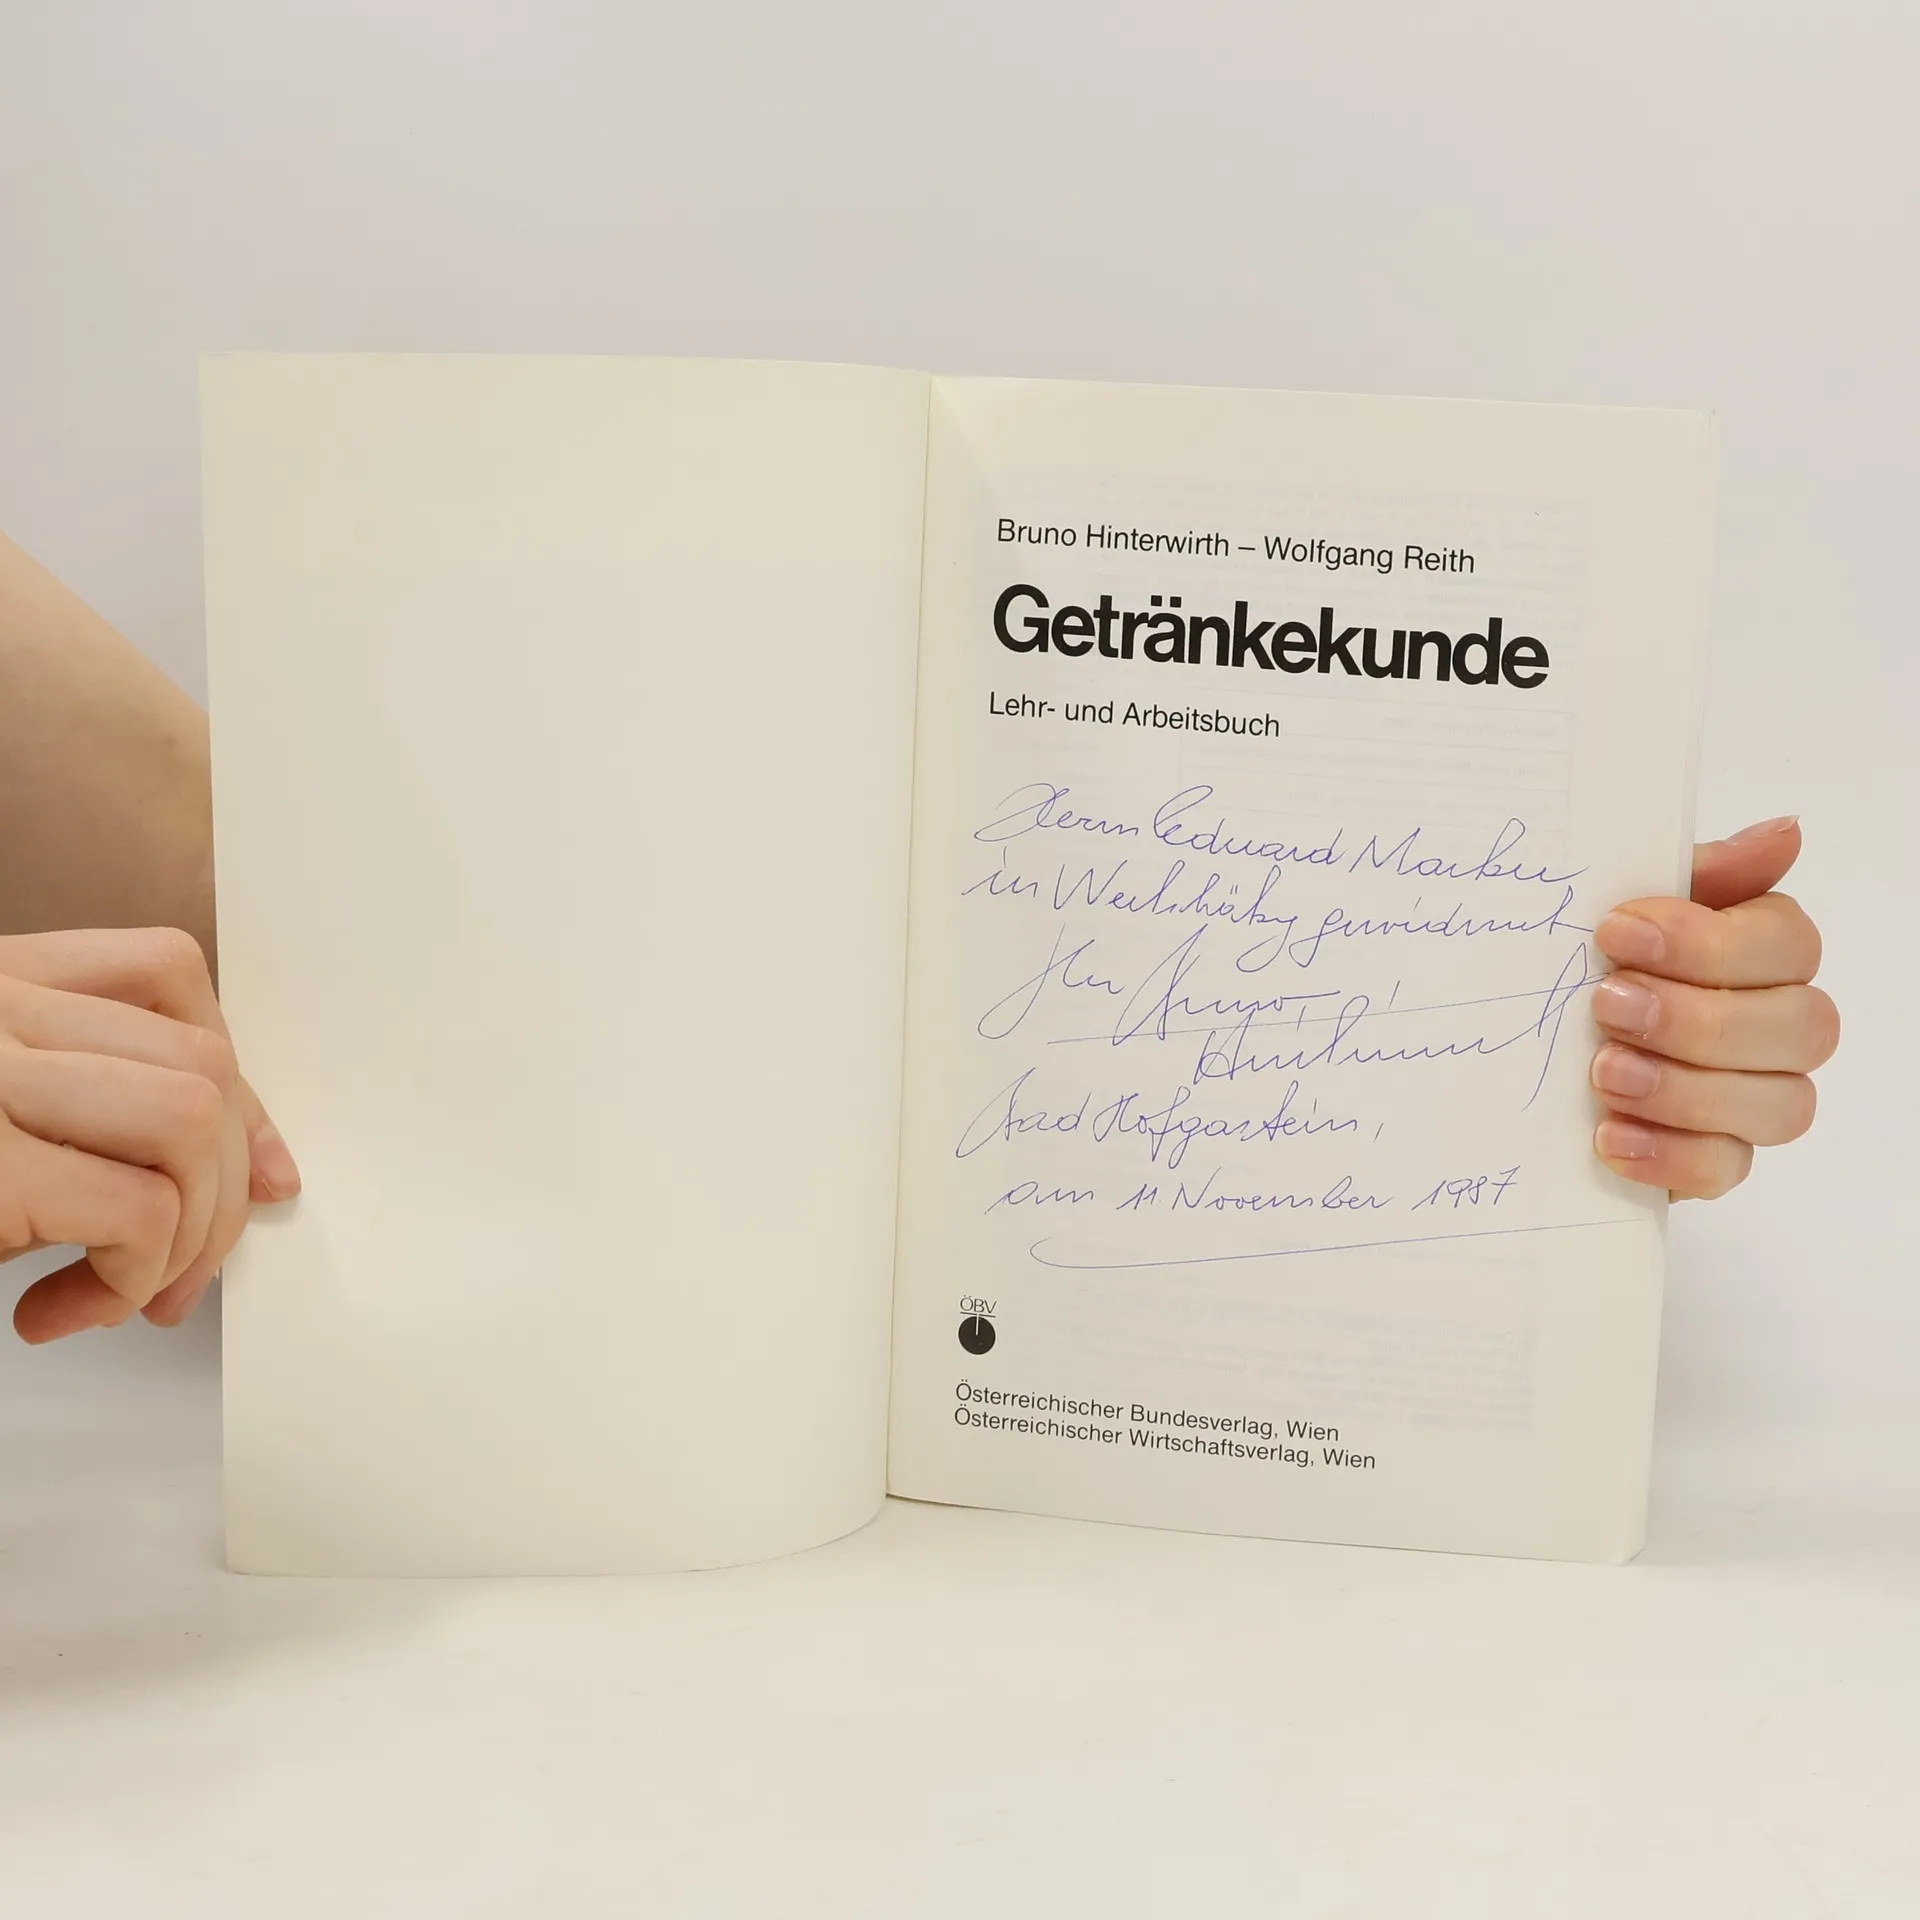 Bruno Hinterwirth – Wolfgang Reith
Getränkekunde
Lehr- und Arbeitsbuch
Herrn Eduard
in gewidmet
Ihr Bruno
Bad Hofgastein,
am 11. November 1987
ÖBV
Österreichischer Bundesverlag, Wien
Österreichischer Wirtschaftsverlag, Wien